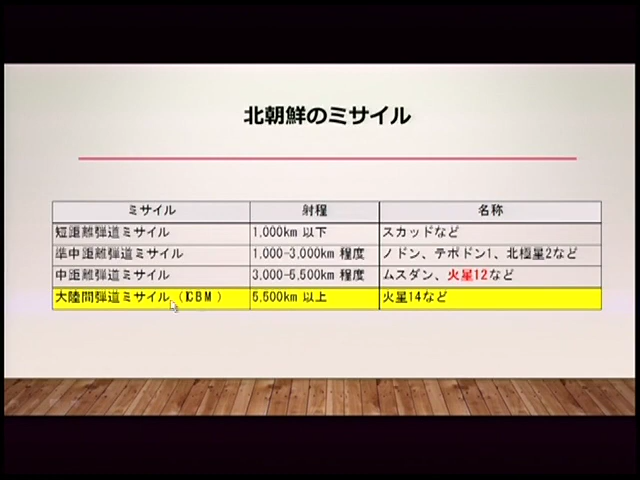 北朝鮮のミサイル
ミサイル 射程 名称
短距離弾道ミサイル 1,000km 以下 スカッドなど
準中距離弾道ミサイル 1,000-3,000km 程度 ノドン、テポドン1、北極星2など
中距離弾道ミサイル 3,000-5,500km 程度 ムスダン、火星12など
大陸間弾道ミサイル（ICBM） 5,500km 以上 火星14など